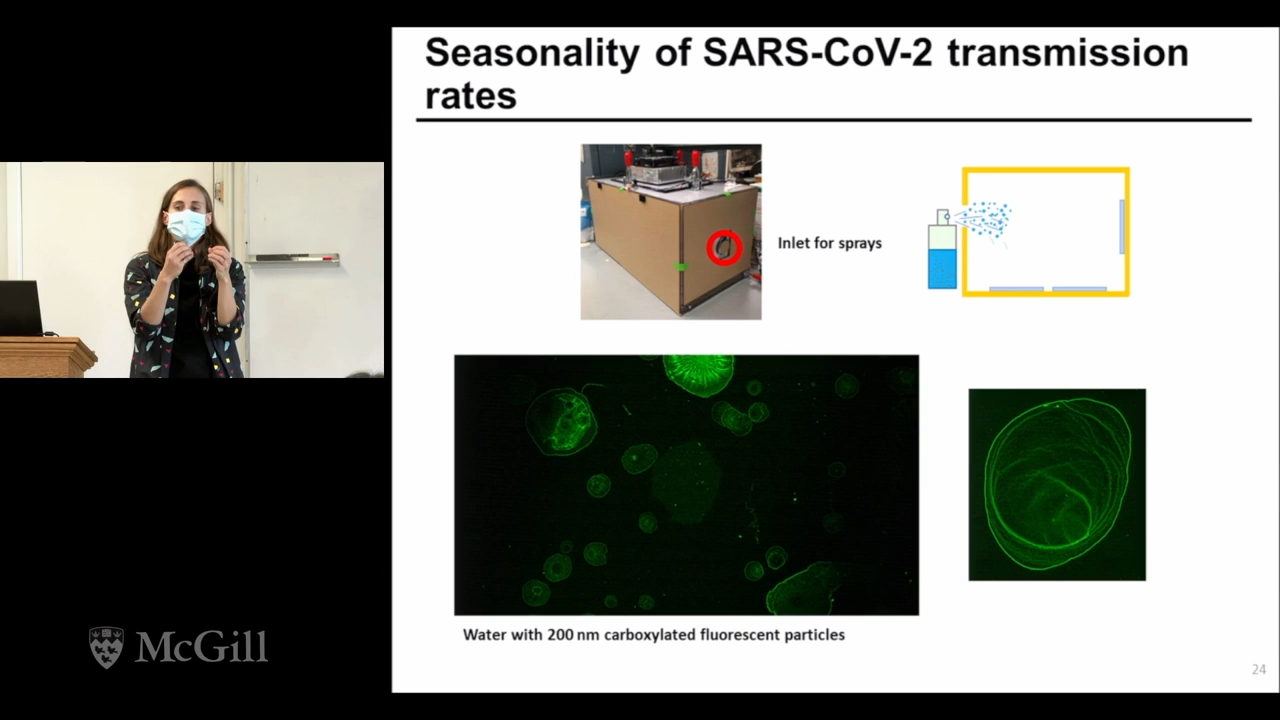 Seasonality of SARS-CoV-2 transmission
rates
Inlet for sprays
Water with 200 nm carboxylated fluorescent particles
McGill
24